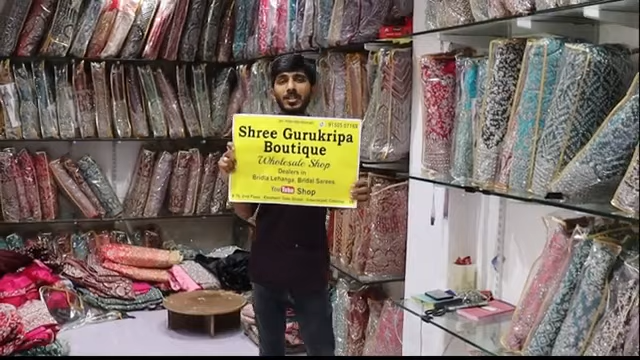 Shree Gurukripa
Boutique
Wholesale Shop
Dealers in
Bridal Lehanga, Bridal Sarees
YouTube Shop